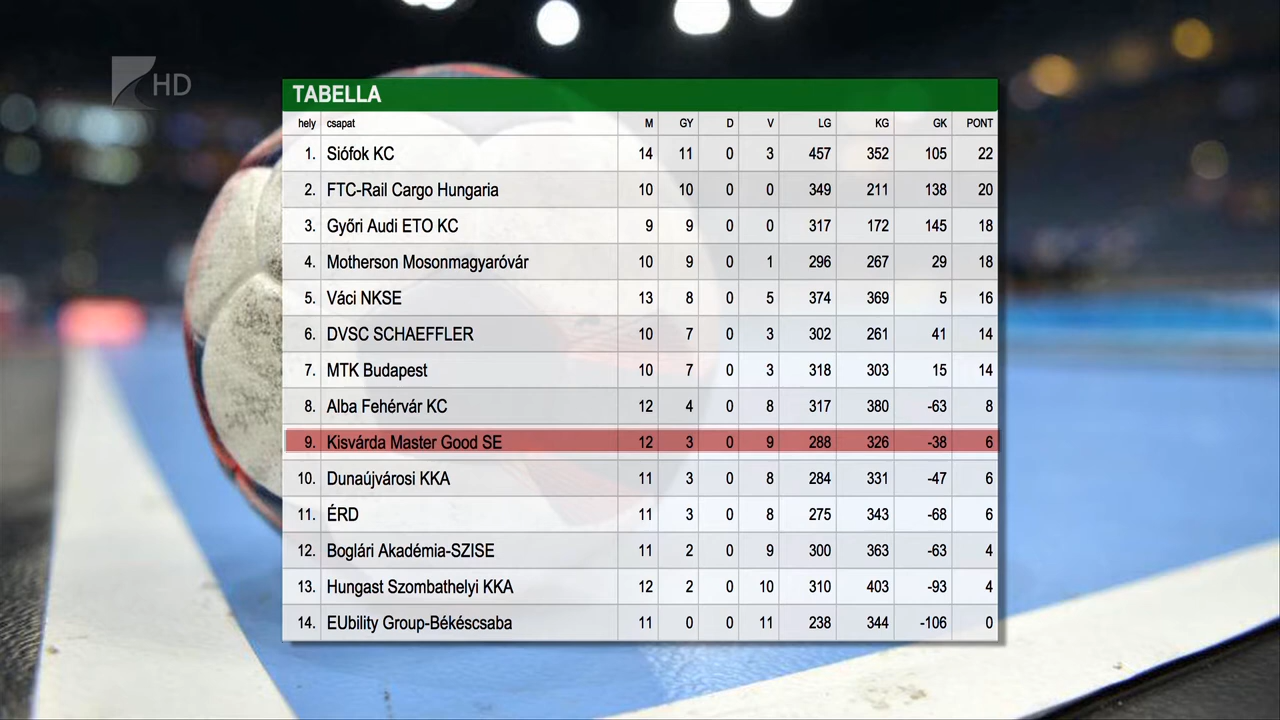 HD
TABELLA
hely csapat M GY D V LG KG GK PONT
1. Siófok KC 14 11 0 3 457 352 105 22
2. FTC-Rail Cargo Hungaria 10 10 0 0 349 211 138 20
3. Győri Audi ETO KC 9 9 0 0 317 172 145 18
4. Motherson Mosonmagyaróvár 10 9 0 1 296 267 29 18
5. Váci NKSE 13 8 0 5 374 369 5 16
6. DVSC SCHAEFFLER 10 7 0 3 302 261 41 14
7. MTK Budapest 10 7 0 3 318 303 15 14
8. Alba Fehérvár KC 12 4 0 8 317 380 -63 8
9. Kisvárda Master Good SE 12 3 0 9 288 326 -38 6
10. Dunaújvárosi KKA 11 3 0 8 284 331 -47 6
11. ÉRD 11 3 0 8 275 343 -68 6
12. Boglári Akadémia-SZISE 11 2 0 9 300 363 -63 4
13. Hungast Szombathelyi KKA 12 2 0 10 310 403 -93 4
14. EUbility Group-Békéscsaba 11 0 0 11 238 344 -106 0